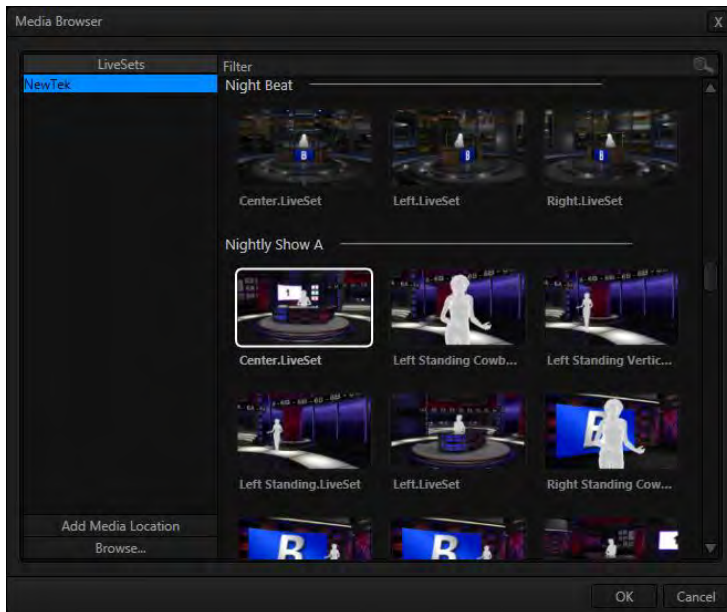 Media Browser
X
LiveSets
Filter
NewTek
Night Beat
B
B
B
Center.LiveSet
Left.LiveSet
Right.LiveSet
Nightly Show A
1
Center.LiveSet
Left Standing Cowb...
Left Standing Vertic...
B
Left Standing.LiveSet
Left.LiveSet
Right Standing Cow...
B
B
Add Media Location
Browse...
OK
Cancel